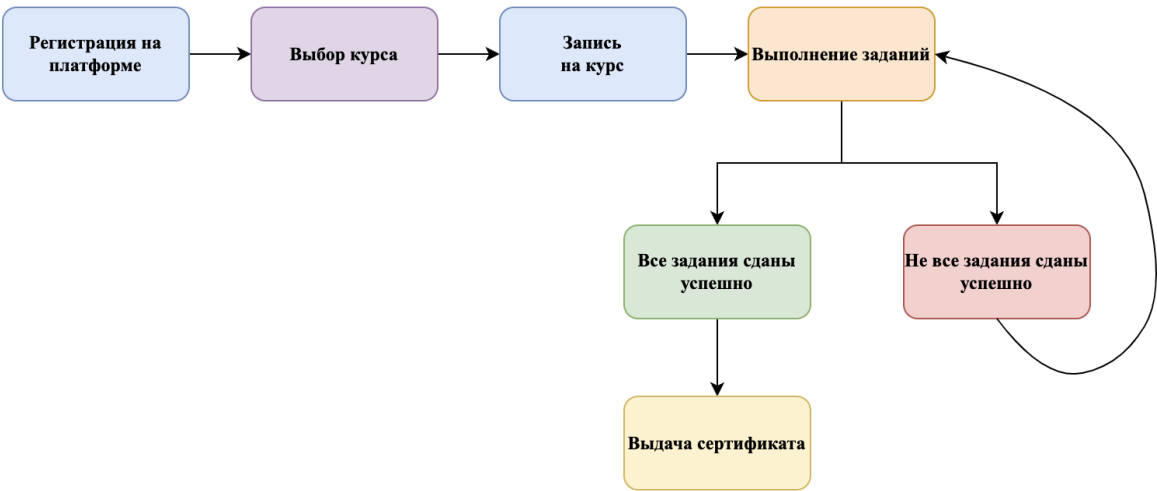 Регистрация на
платформе
Выбор курса
Запись
на курс
Выполнение заданий
Все задания сданы
успешно
Не все задания сданы
успешно
Выдача сертификата